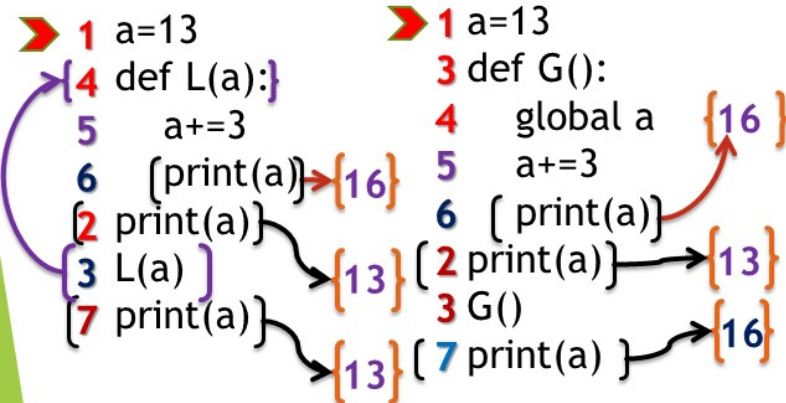 1 a=13
{4 def L(a):}
5 a+=3
6 (print(a)) {16}
[2 print(a)} {13}
[3 L(a) ]
[7 print(a)} {13}
1 a=13
3 def G():
4 global a {16 }
5 a+=3
6 ( print(a)}
( 2 print(a)} {13}
3 G()
( 7 print(a) } {16}